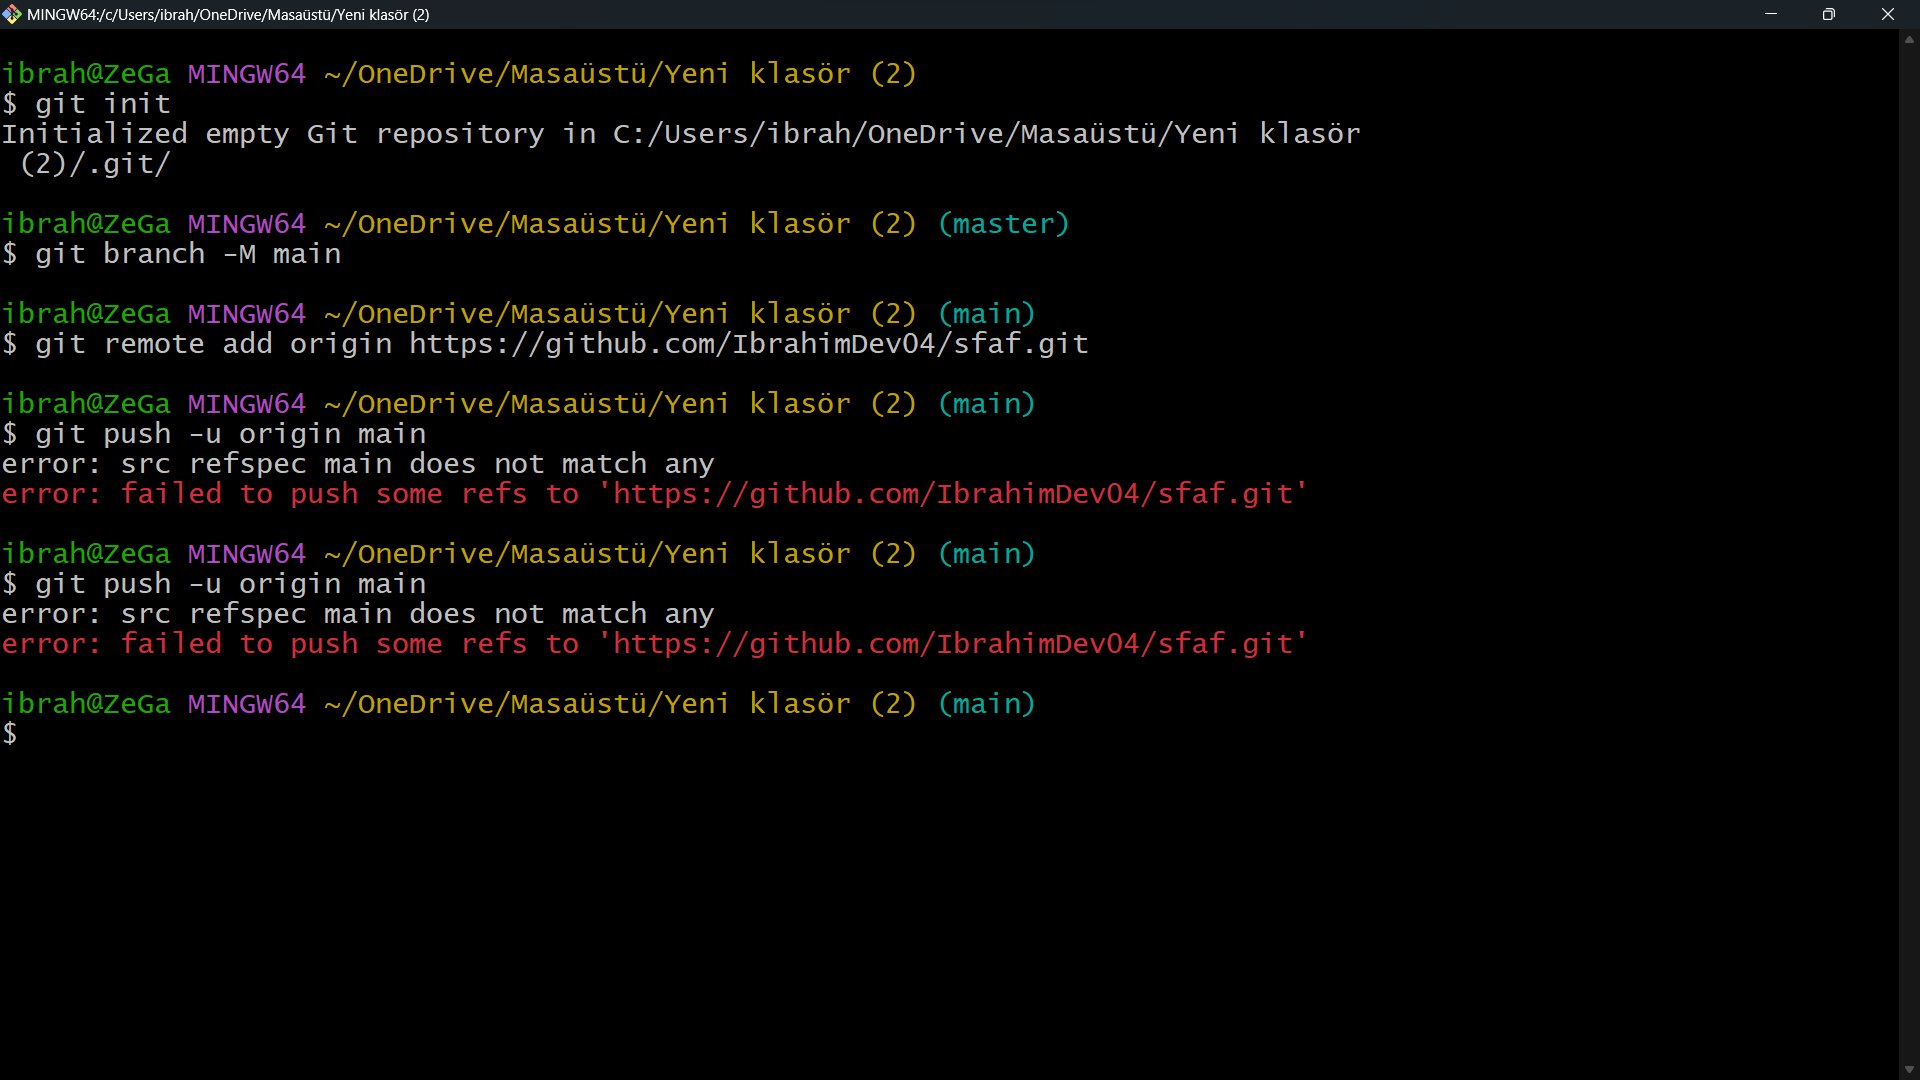 MINGW64:/c/Users/ibrah/OneDrive/Masaüstü/Yeni klasör (2)
ibrah@ZeGa MINGW64 ~/OneDrive/Masaüstü/Yeni klasör (2)
$ git init
Initialized empty Git repository in C:/Users/ibrah/OneDrive/Masaüstü/Yeni klasör
 (2)/.git/
ibrah@ZeGa MINGW64 ~/OneDrive/Masaüstü/Yeni klasör (2) (master)
$ git branch -M main
ibrah@ZeGa MINGW64 ~/OneDrive/Masaüstü/Yeni klasör (2) (main)
$ git remote add origin https://github.com/IbrahimDev04/sfaf.git
ibrah@ZeGa MINGW64 ~/OneDrive/Masaüstü/Yeni klasör (2) (main)
$ git push -u origin main
error: src refspec main does not match any
error: failed to push some refs to 'https://github.com/IbrahimDev04/sfaf.git'
ibrah@ZeGa MINGW64 ~/OneDrive/Masaüstü/Yeni klasör (2) (main)
$ git push -u origin main
error: src refspec main does not match any
error: failed to push some refs to 'https://github.com/IbrahimDev04/sfaf.git'
ibrah@ZeGa MINGW64 ~/OneDrive/Masaüstü/Yeni klasör (2) (main)
$